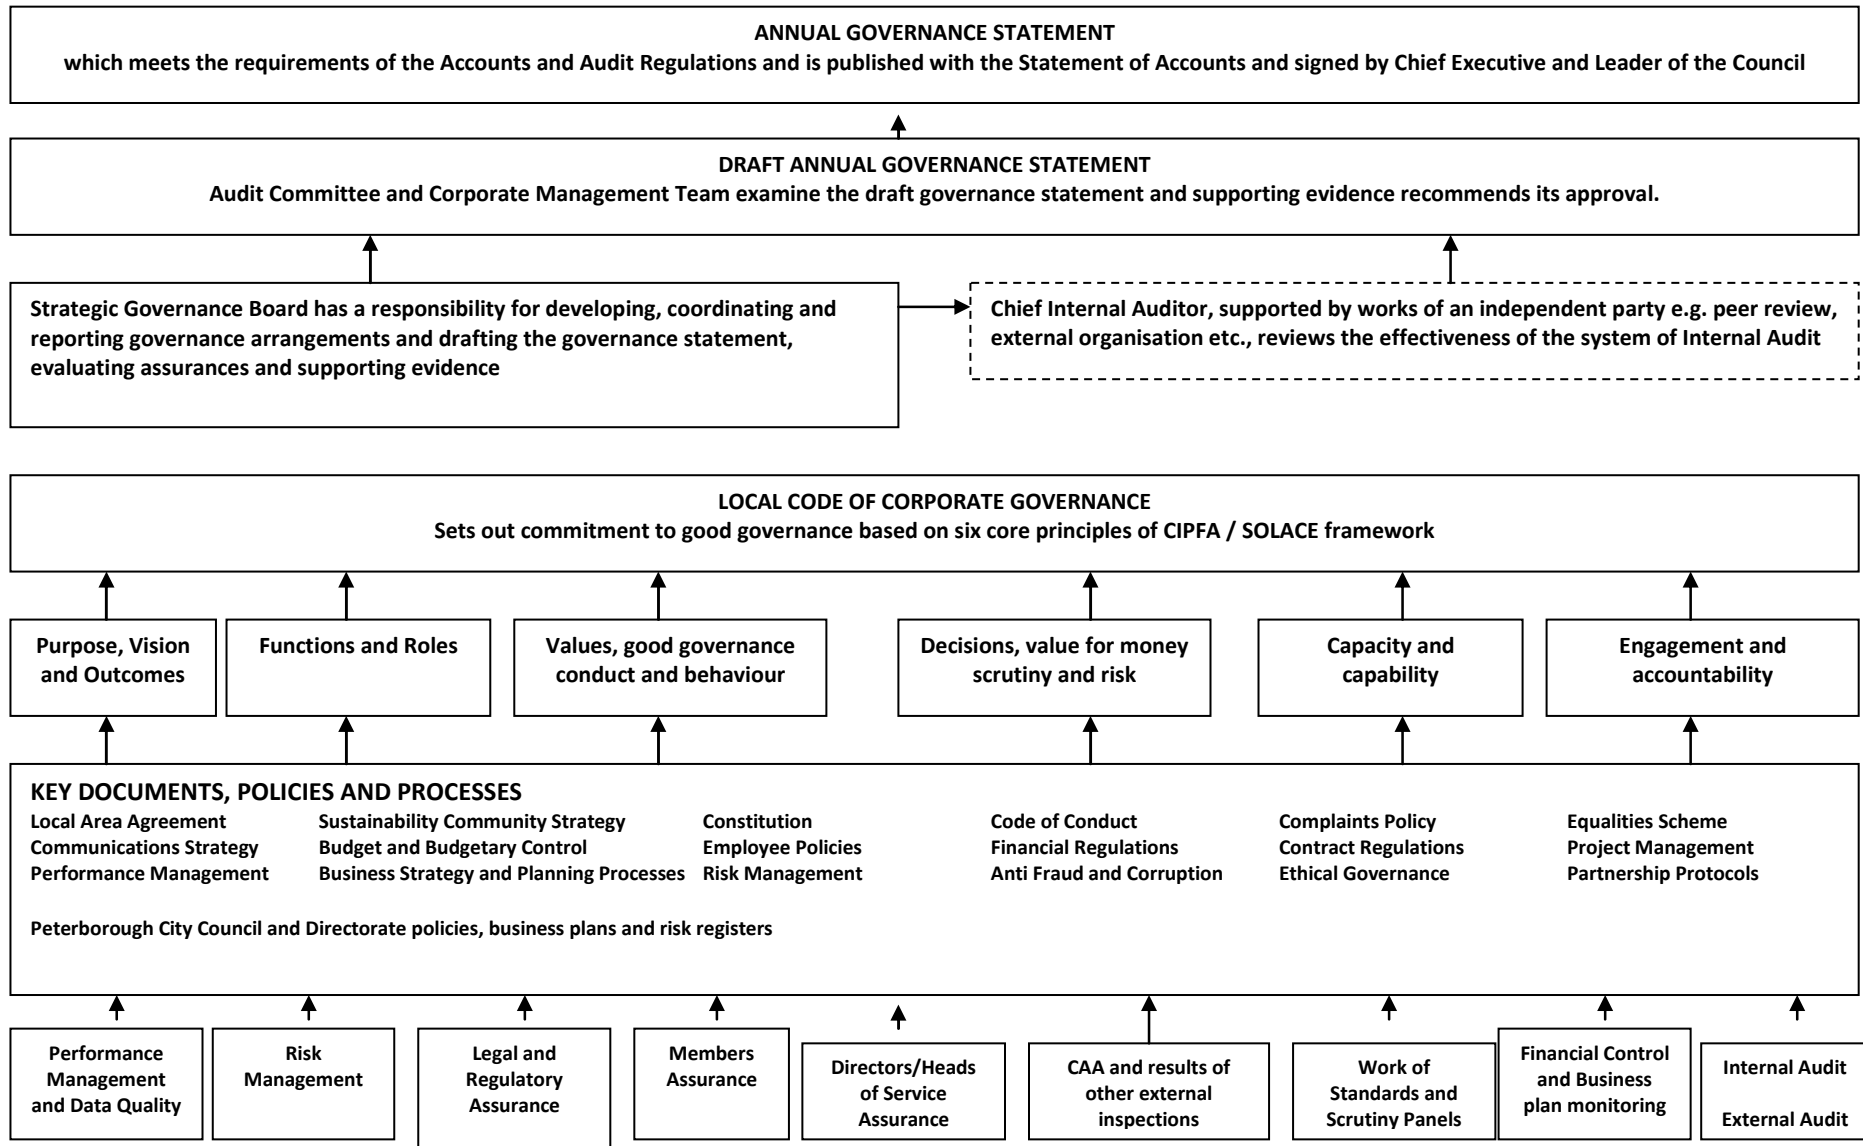 ANNUAL GOVERNANCE STATEMENT
which meets the requirements of the Accounts and Audit Regulations and is published with the Statement of Accounts and signed by Chief Executive and Leader of the Council
DRAFT ANNUAL GOVERNANCE STATEMENT
Audit Committee and Corporate Management Team examine the draft governance statement and supporting evidence recommends its approval.
Strategic Governance Board has a responsibility for developing, coordinating and
reporting governance arrangements and drafting the governance statement,
evaluating assurances and supporting evidence
Chief Internal Auditor, supported by works of an independent party e.g. peer review,
external organisation etc., reviews the effectiveness of the system of Internal Audit
LOCAL CODE OF CORPORATE GOVERNANCE
Sets out commitment to good governance based on six core principles of CIPFA / SOLACE framework
Purpose, Vision
and Outcomes
Functions and Roles
Values, good governance
conduct and behaviour
Decisions, value for money
scrutiny and risk
Capacity and
capability
Engagement and
accountability
KEY DOCUMENTS, POLICIES AND PROCESSES
Local Area Agreement Sustainability Community Strategy Constitution Code of Conduct Complaints Policy Equalities Scheme
Communications Strategy Budget and Budgetary Control Employee Policies Financial Regulations Contract Regulations Project Management
Performance Management Business Strategy and Planning Processes Risk Management Anti Fraud and Corruption Ethical Governance Partnership Protocols
Peterborough City Council and Directorate policies, business plans and risk registers
Performance
Management
and Data Quality
Risk
Management
Legal and
Regulatory
Assurance
Members
Assurance
Directors/Heads
of Service
Assurance
CAA and results of
other external
inspections
Work of
Standards and
Scrutiny Panels
Financial Control
and Business
plan monitoring
Internal Audit
External Audit